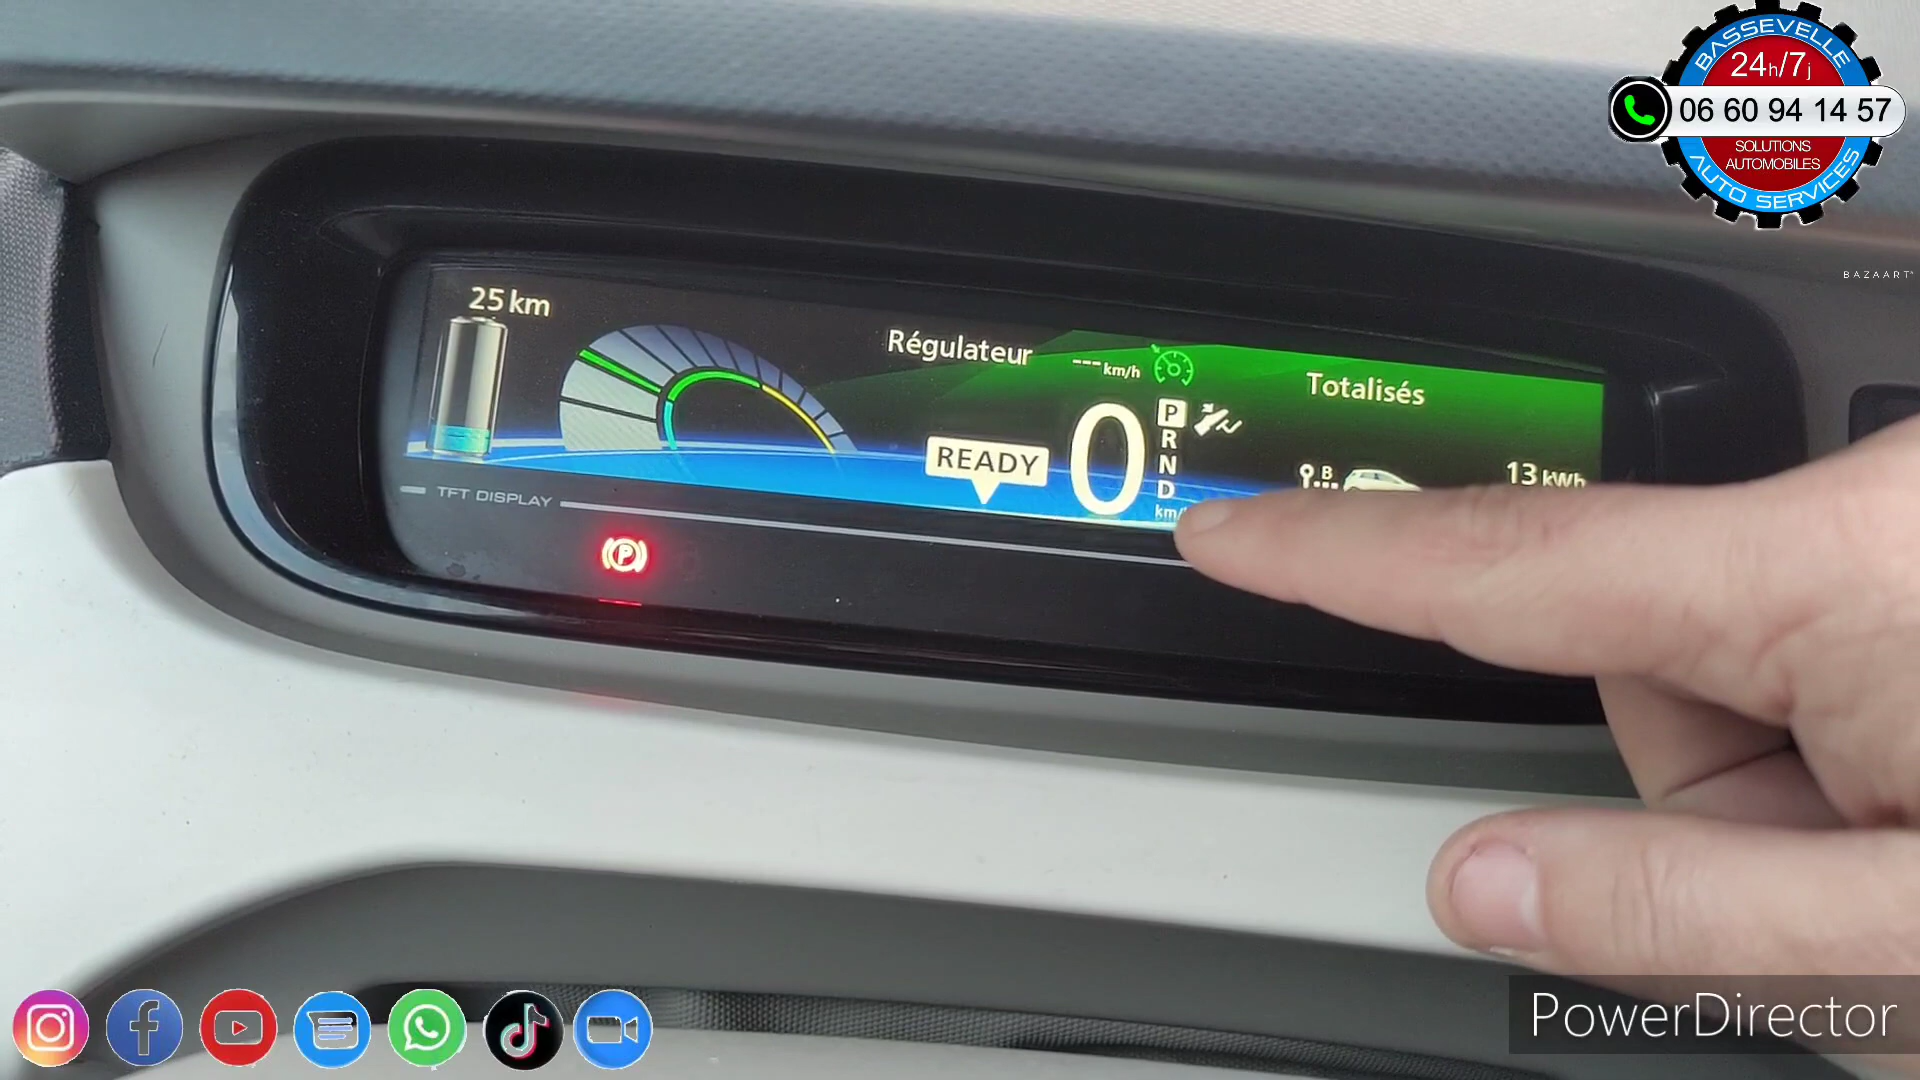 BASSEVELLE
24h/7j
06 60 94 14 57
SOLUTIONS
AUTOMOBILES
AUTO SERVICES
BAZAART
25 km
Régulateur
--- km/h
Totalisés
P
R
N
D
0
READY
km/
B
13 kWh
TFT DISPLAY
P
PowerDirector